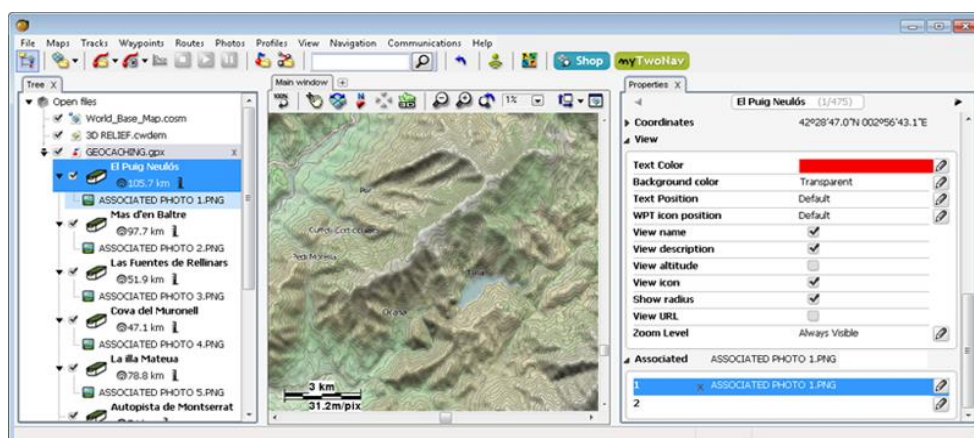 File Maps Tracks Waypoints Routes Photos Profiles View Navigation Communications Help
Shop
myTwoNav
Tree X
Open files
World_Base_Map.cosm
3D RELIEF.cwdem
GEOCACHING.gpx X
El Puig Neulós
105.7 km
ASSOCIATED PHOTO 1.PNG
Mas d'en Baltre
97.7 km
ASSOCIATED PHOTO 2.PNG
Las Fuentes de Rellinars
51.9 km
ASSOCIATED PHOTO 3.PNG
Cova del Muronell
47.1 km
ASSOCIATED PHOTO 4.PNG
La illa Mateua
78.8 km
ASSOCIATED PHOTO 5.PNG
Autopista de Montserrat
Main window
100%
1%
3 km
31.2m/pix
Properties X
El Puig Neulós (1/475)
Coordinates 42º28'47.0"N 002º56'43.1"E
View
Text Color
Background color Transparent
Text Position Default
WPT icon position Default
View name
View description
View altitude
View icon
Show radius
View URL
Zoom Level Always Visible
Associated ASSOCIATED PHOTO 1.PNG
1 X ASSOCIATED PHOTO 1.PNG
2